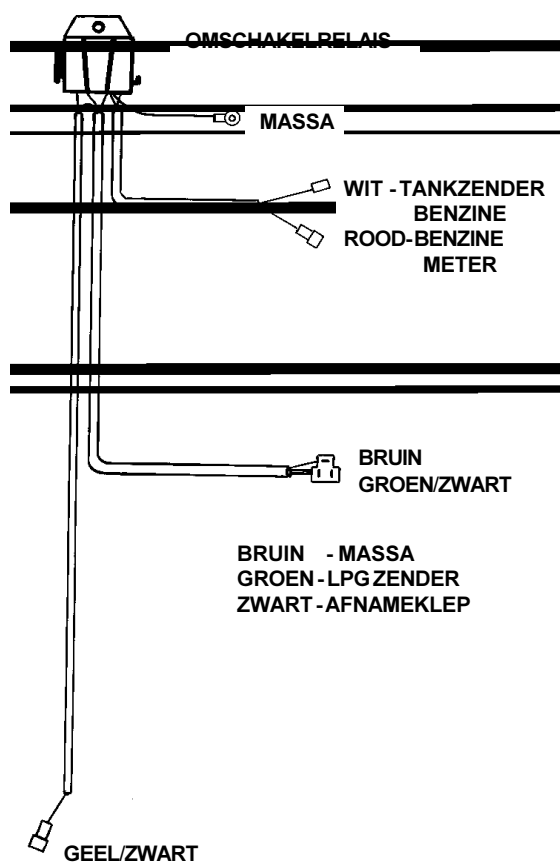 OMSCHAKELRELAIS
MASSA
WIT - TANKZENDER
BENZINE
ROOD-BENZINE
METER
BRUIN
GROEN/ZWART
BRUIN - MASSA
GROEN - LPG ZENDER
ZWART - AFNAMEKLEP
GEEL/ZWART